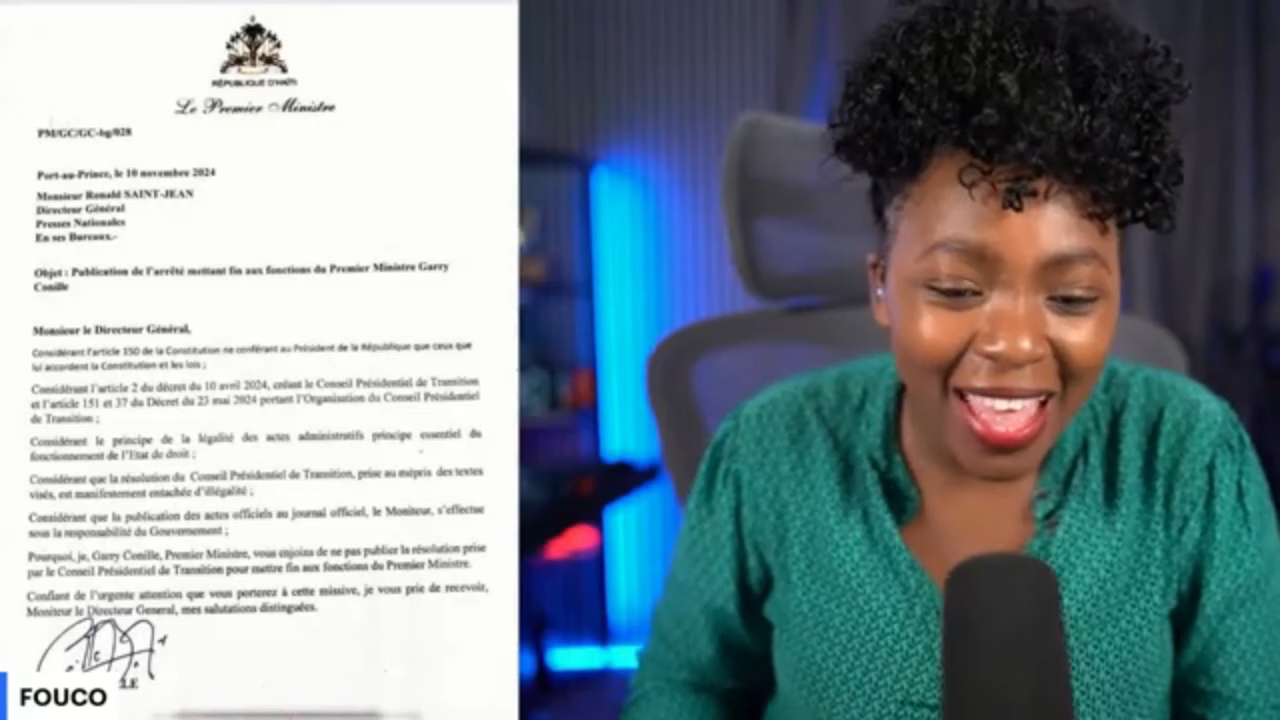 RÉPUBLIQUE D'HAÏTI
Le Premier Ministre
PM/GC/GC-bg/028
Port-au-Prince, le 10 novembre 2024
Monsieur Ronald SAINT-JEAN
Directeur Général
Presses Nationales
En ses Bureaux.-
Objet : Publication de l'arrêté mettant fin aux fonctions du Premier Ministre Garry
Conille
Monsieur le Directeur Général,
Considérant l'article 150 de la Constitution ne conférant au Président de la République que ceux que
lui accordent la Constitution et les lois ;
Considérant l'article 2 du décret du 10 avril 2024, créant le Conseil Présidentiel de Transition
et l'article 151 et 37 du Décret du 23 mai 2024 portant l'Organisation du Conseil Présidentiel
de Transition ;
Considérant le principe de la légalité des actes administratifs principe essentiel du
fonctionnement de l'Etat de droit ;
Considérant que la résolution du Conseil Présidentiel de Transition, prise au mépris des textes
visés, est manifestement entachée d'illégalité ;
Considérant que la publication des actes officiels au journal officiel, le Moniteur, s'effectue
sous la responsabilité du Gouvernement ;
Pourquoi, je, Garry Conille, Premier Ministre, vous enjoins de ne pas publier la résolution prise
par le Conseil Présidentiel de Transition pour mettre fin aux fonctions du Premier Ministre.
Confiant de l'urgente attention que vous porterez à cette missive, je vous prie de recevoir,
Moniteur le Directeur General, mes salutations distinguées.
FOUCO